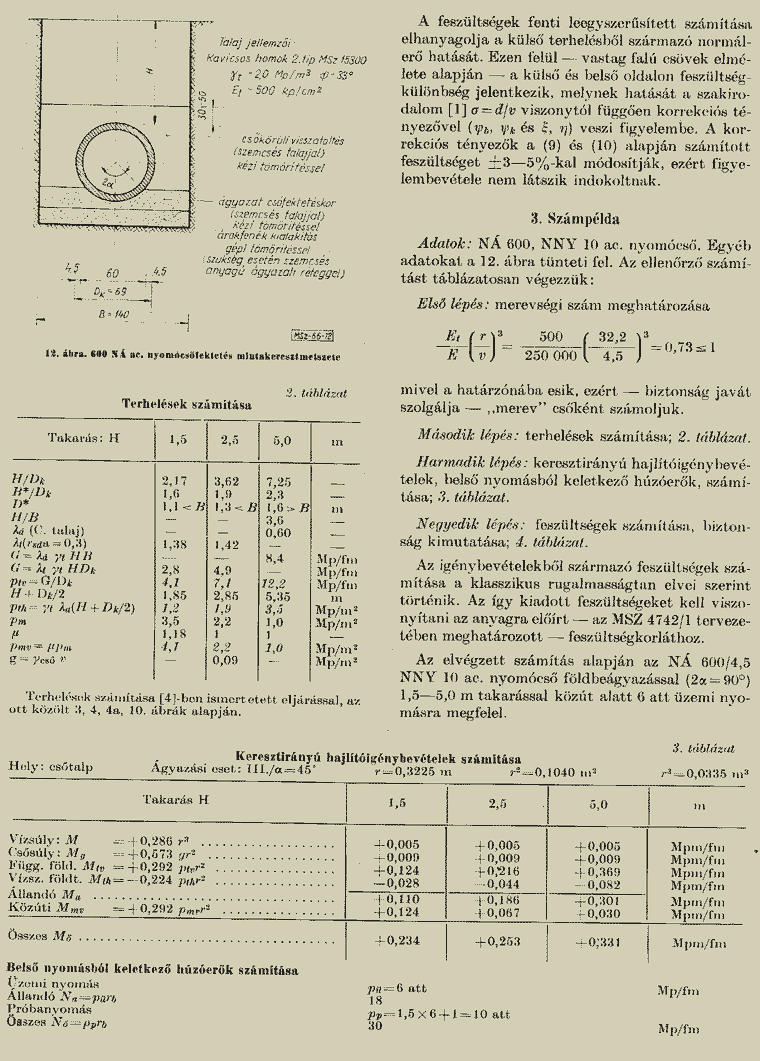 Talaj jellemzői
Kavicsos homok 2. tip MSz 15300
γt = 2,0 Mp/m³ Φ = 33°
Et = 500 kp/cm²
H
30÷50
csőkörüli visszatöltés
(szemcsés talajjal)
kézi tömörítéssel
2α
ágyazat csőfektetéskor
(szemcsés talajjal)
kézi tömörítéssel
árokfenék kialakítás
gépi tömörítéssel
(szükség esetén szemcsés
anyagú ágyazati réteggel)
4,5 60 4,5
Dk = 69
B = 140
MSz-66-12
12. ábra. 600 NÁ ac. nyomócsőfektetés mintakeresztmetszete
2. táblázat
Terhelések számítása
Takarás: H 1,5 2,5 5,0 m
H/Dk 2,17 3,62 7,25 —
B*/Dk 1,6 1,9 2,3 —
D* 1,1 < B 1,3 < B 1,6 > B m
H/B — — 3,6 —
λd (C. talaj) — — 0,60
λt(rsda = 0,3) 1,38 1,42 — —
G = λd γt HB — — 8,4 Mp/fm
G = λt γt HDk 2,8 4,9 — Mp/fm
ptv = G/Dk 4,1 7,1 12,2 Mp/fm
H + Dk/2 1,85 2,85 5,35 m
pth = γt λa(H + Dk/2) 1,2 1,9 3,5 Mp/m²
pm 3,5 2,2 1,0 Mp/m²
μ 1,18 1 1 —
pmv = μpm 4,1 2,2 1,0 Mp/m²
g = γcső v — 0,09 — Mp/m²
Terhelések számítása [4]-ben ismertetett eljárással, az
ott közölt 3, 4, 4a, 10. ábrák alapján.
A feszültségek fenti leegyszerűsített számítása
elhanyagolja a külső terhelésből származó normál-
erő hatását. Ezen felül — vastag falú csövek elmé-
lete alapján — a külső és belső oldalon feszültség-
különbség jelentkezik, melynek hatását a szakiro-
dalom [1] σ = d/v viszonytól függően korrekciós té-
nyezővel (ψb, ψk és ξ, η) veszi figyelembe. A kor-
rekciós tényezők a (9) és (10) alapján számított
feszültséget ±3—5%-kal módosítják, ezért figye-
lembevétele nem látszik indokoltnak.
3. Számpélda
Adatok: NÁ 600, NNY 10 ac. nyomócső. Egyéb
adatokat a 12. ábra tünteti fel. Az ellenőrző számí-
tást táblázatosan végezzük:
Első lépés: merevségi szám meghatározása
Et/E (r/v)³ = 500/250 000 (32,2/4,5)³ = 0,73 ≤ 1
mivel a határzónába esik, ezért — biztonság javát
szolgálja — „merev” csőként számoljuk.
Második lépés: terhelések számítása; 2. táblázat.
Harmadik lépés: keresztirányú hajlítóigénybevé-
telek, belső nyomásból keletkező húzóerők, számí-
tása; 3. táblázat.
Negyedik lépés: feszültségek számítása, bizton-
ság kimutatása; 4. táblázat.
Az igénybevételekből származó feszültségek szá-
mítása a klasszikus rugalmasságtan elvei szerint
történik. Az így kiadott feszültségeket kell viszo-
nyítani az anyagra előírt — az MSZ 4742/1 terveze-
tében meghatározott — feszültségkorláthoz.
Az elvégzett számítás alapján az NÁ 600/4,5
NNY 10 ac. nyomócső földbeágyazással (2α = 90°)
1,5—5,0 m takarással közút alatt 6 att üzemi nyo-
másra megfelel.
3. táblázat
Keresztirányú hajlítóigénybevételek számítása
Hely: csőtalp Ágyazási eset: III./α = 45° r = 0,3225 m r² = 0,1040 m² r³ = 0,0335 m³
Takarás H 1,5 2,5 5,0 m
Vízsúly: M = +0,286 r³ +0,005 +0,005 +0,005 Mpm/fm
Csősúly: Mg = +0,573 gr² +0,009 +0,009 +0,009 Mpm/fm
Függ. föld. Mtv = +0,292 ptvr² +0,124 +0,216 +0,369 Mpm/fm
Vízsz. földt. Mth = −0,224 pthr² −0,028 −0,044 −0,082 Mpm/fm
Állandó Ma +0,110 +0,186 +0,301 Mpm/fm
Közúti Mmv = +0,292 pmvr² +0,124 +0,067 +0,030 Mpm/fm
Összes Mö +0,234 +0,253 +0,331 Mpm/fm
Belső nyomásból keletkező húzóerők számítása
Üzemi nyomás pü = 6 att
Állandó Na = pürb 18 Mp/fm
Próbanyomás pp = 1,5 × 6 + 1 = 10 att
Összes Nö = pprb 30 Mp/fm